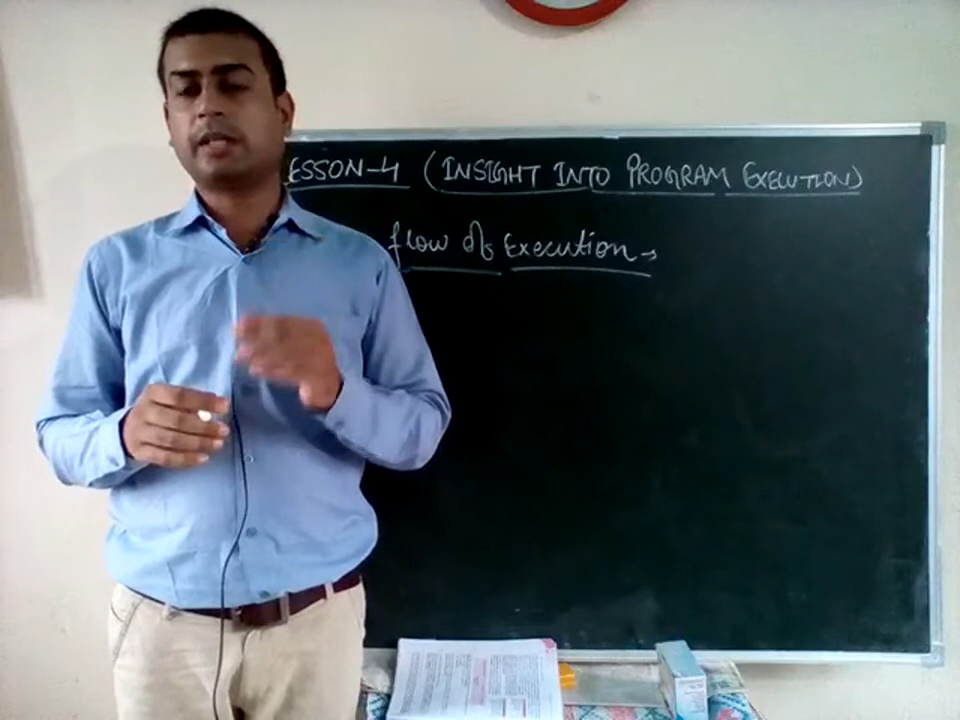 ESSON-4 (INSIGHT INTO PROGRAM EXECUTION)
flow of Execution →